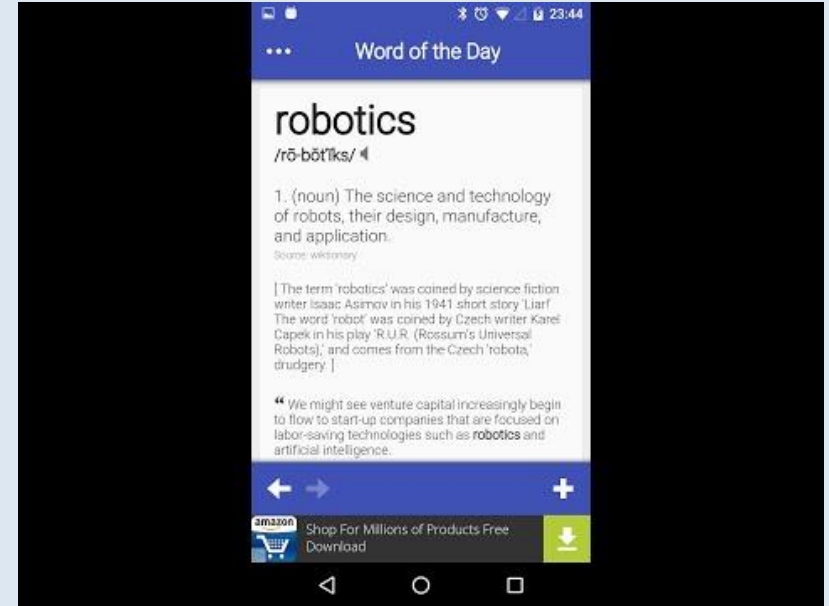 23:44
Word of the Day
robotics
/rō-bŏt'ĭks/
1. (noun) The science and technology
of robots, their design, manufacture,
and application.
Source: wiktionary
[ The term 'robotics' was coined by science fiction
writer Isaac Asimov in his 1941 short story 'Liar!'
The word 'robot' was coined by Czech writer Karel
Capek in his play 'R.U.R. (Rossum's Universal
Robots),' and comes from the Czech 'robota,'
drudgery. ]
“ We might see venture capital increasingly begin
to flow to start-up companies that are focused on
labor-saving technologies such as robotics and
artificial intelligence.
amazon
Shop For Millions of Products Free
Download